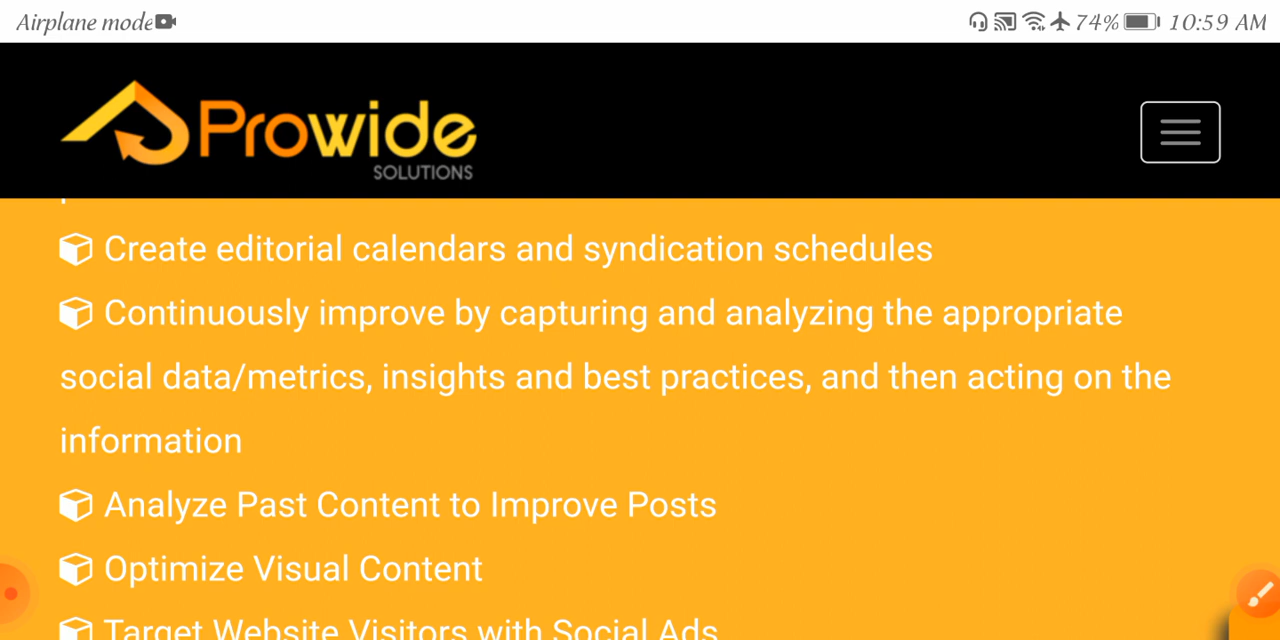 Airplane mode 74% 10:59 AM
Prowide
SOLUTIONS
Create editorial calendars and syndication schedules
Continuously improve by capturing and analyzing the appropriate
social data/metrics, insights and best practices, and then acting on the
information
Analyze Past Content to Improve Posts
Optimize Visual Content
Target Website Visitors with Social Ads